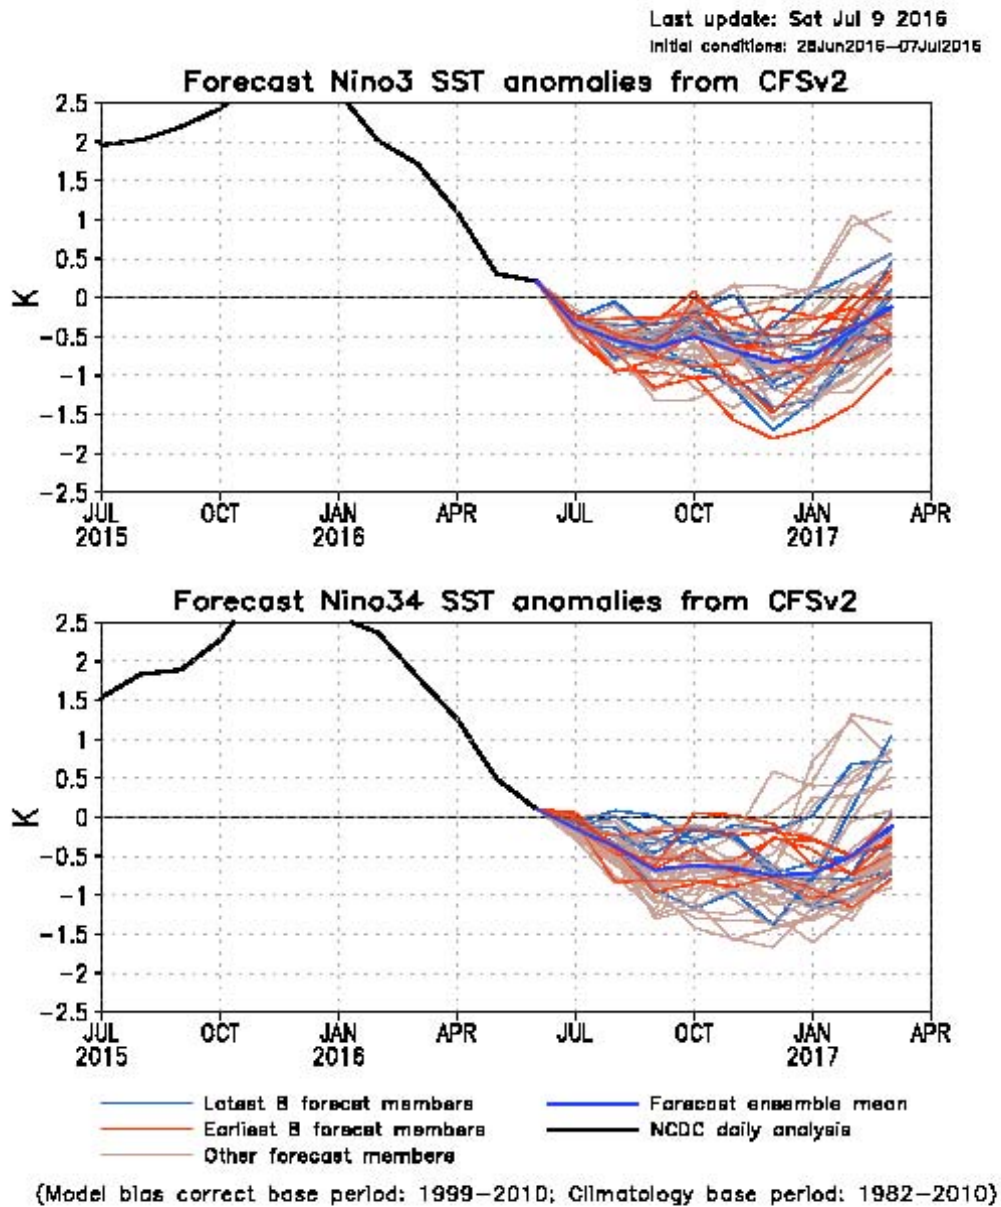 Last update: Sat Jul 9 2016
Initial conditions: 28Jun2016–07Jul2016
Forecast Nino3 SST anomalies from CFSv2
2.5
2
1.5
1
0.5
0
−0.5
−1
−1.5
−2
−2.5
K
JUL OCT JAN APR JUL OCT JAN APR
2015 2016 2017
Forecast Nino34 SST anomalies from CFSv2
2.5
2
1.5
1
0.5
0
−0.5
−1
−1.5
−2
−2.5
K
JUL OCT JAN APR JUL OCT JAN APR
2015 2016 2017
Latest 8 forecast members Forecast ensemble mean
Earliest 8 forecast members NCDC daily analysis
Other forecast members
(Model bias correct base period: 1999–2010; Climatology base period: 1982–2010)